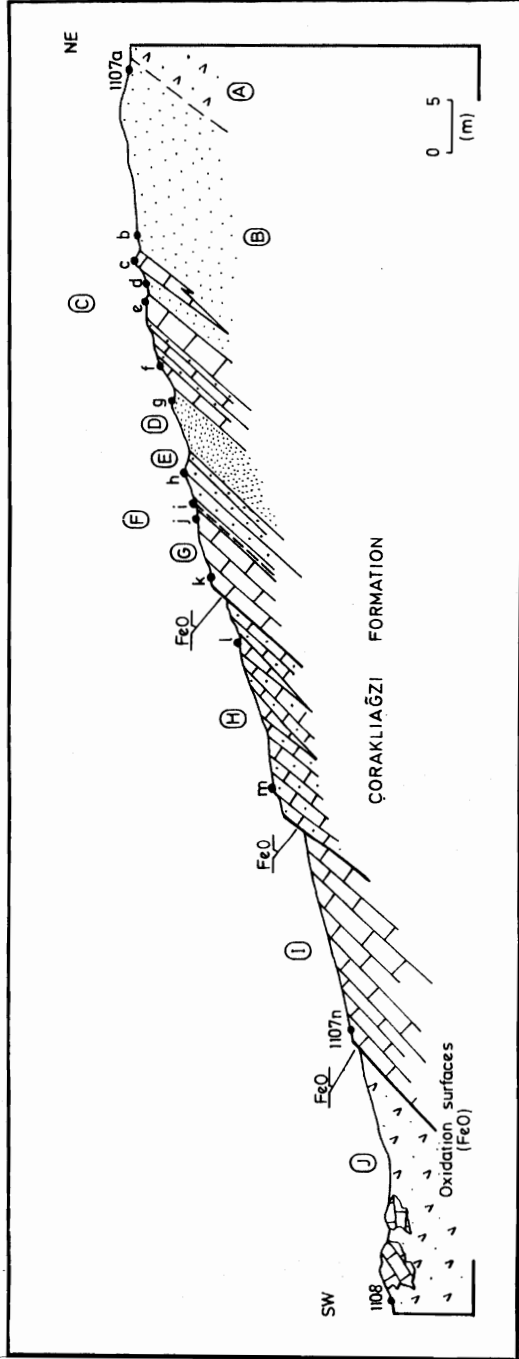 SW
NE
1108
J
FeO
1107n
I
FeO
m
H
l
FeO
k
G
j
i
F
h
E
D
g
f
e
d
C
c
b
1107a
A
B
Oxidation surfaces
(FeO)
ÇORAKLIAĞZI FORMATION
0 5
(m)